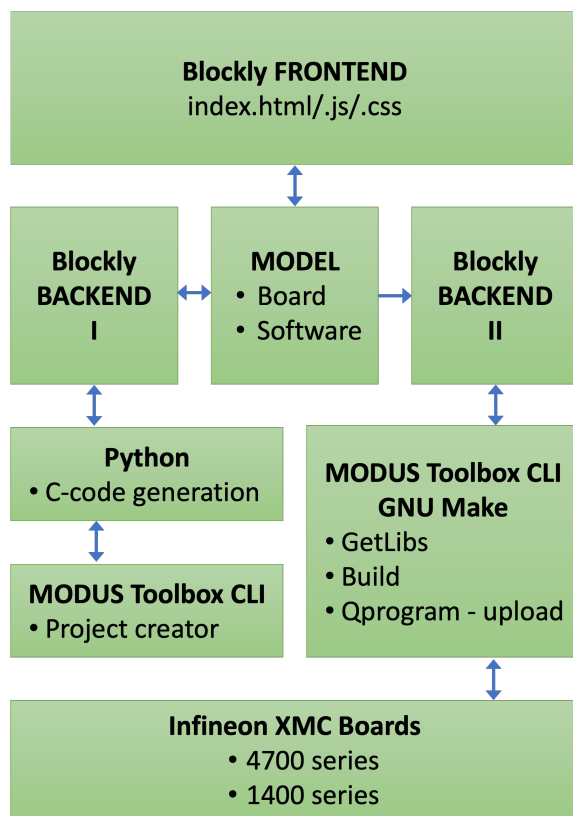 Blockly FRONTEND
index.html/.js/.css
Blockly
BACKEND
I
MODEL
• Board
• Software
Blockly
BACKEND
II
Python
• C-code generation
MODUS Toolbox CLI
• Project creator
MODUS Toolbox CLI
GNU Make
• GetLibs
• Build
• Qprogram - upload
Infineon XMC Boards
• 4700 series
• 1400 series